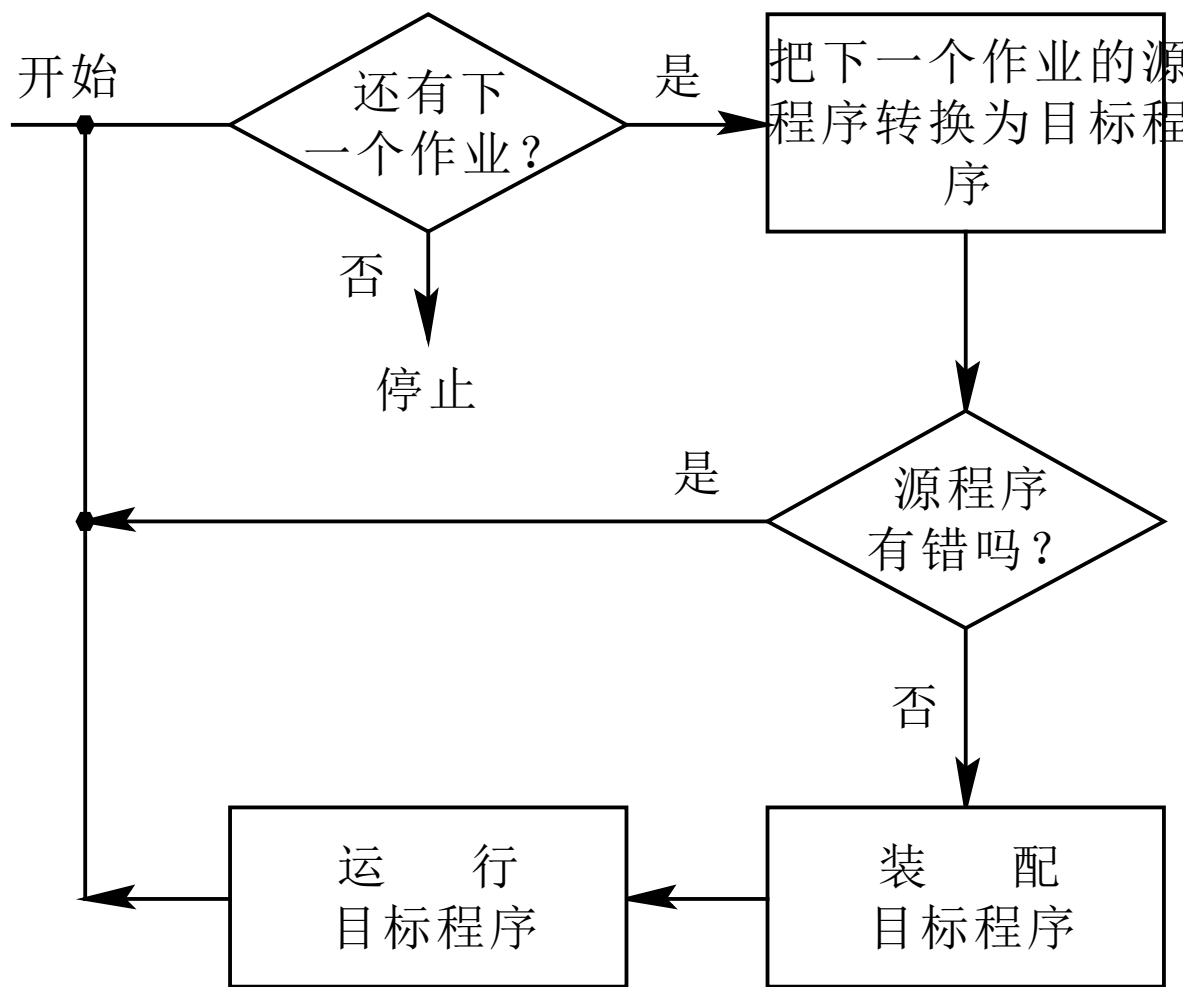 开始
还有下
一个作业？
是
把下一个作业的源
程序转换为目标程
序
否
停止
是
源程序
有错吗？
否
运 行
目标程序
装 配
目标程序